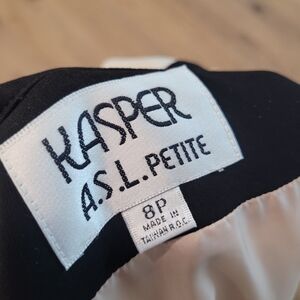 KASPER
A.S.L. PETITE
8P
MADE IN
TAIWAN R.O.C.